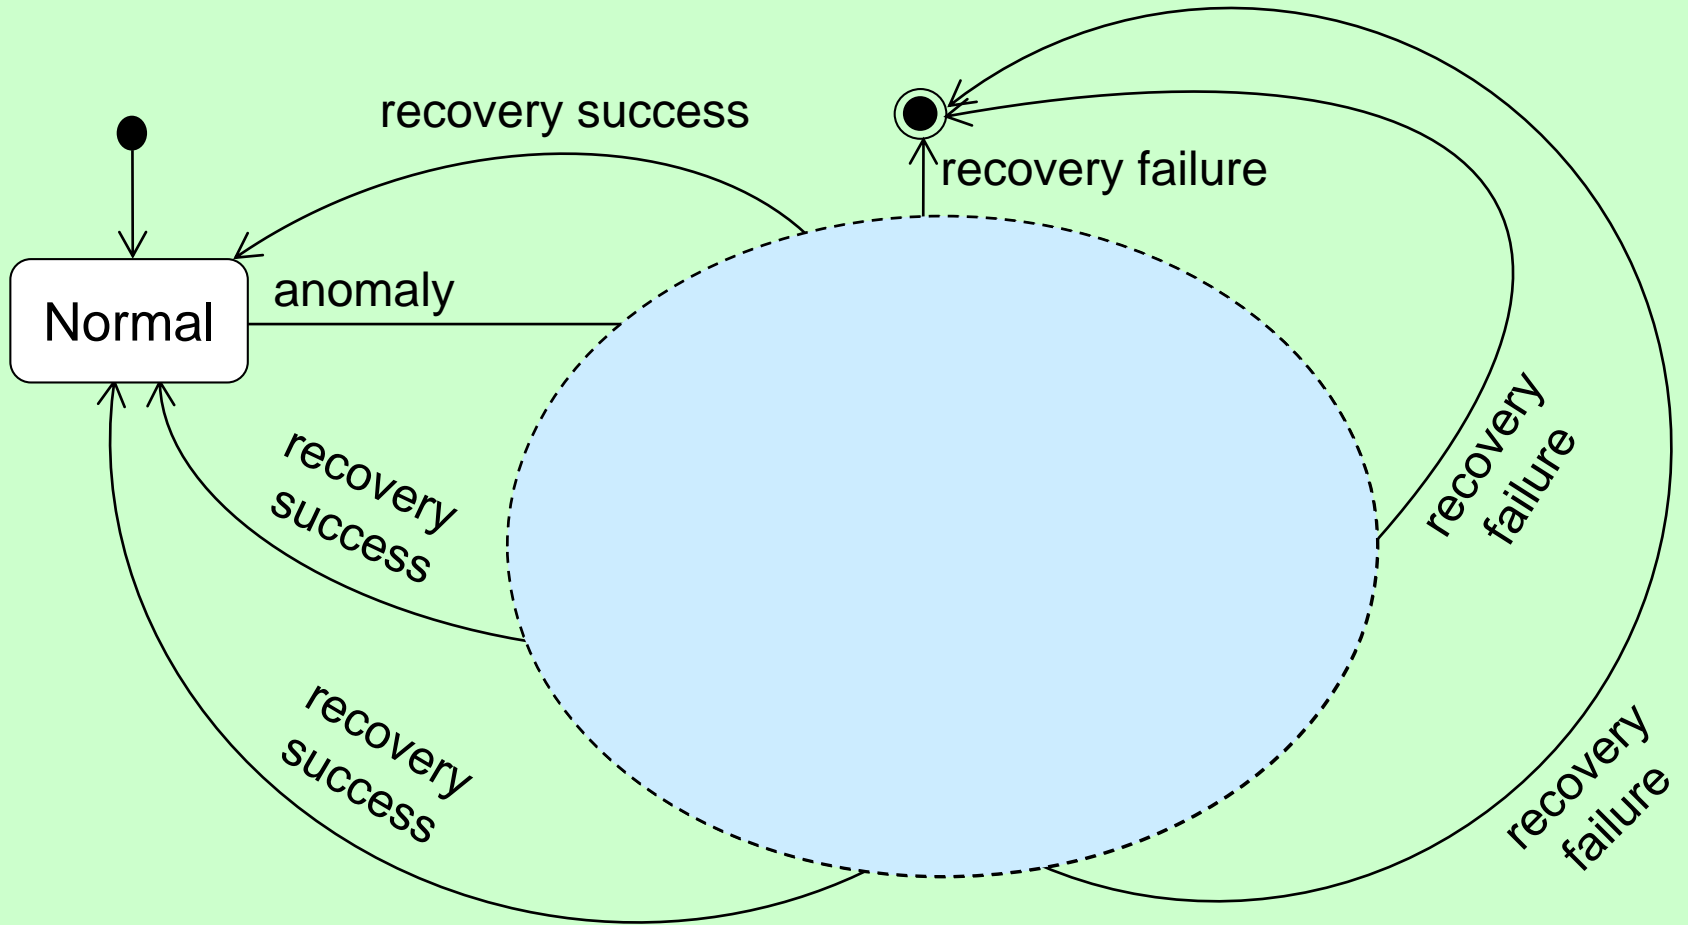 recovery success
recovery failure
anomaly
Normal
recovery
success
recovery
failure
recovery
success
recovery
failure